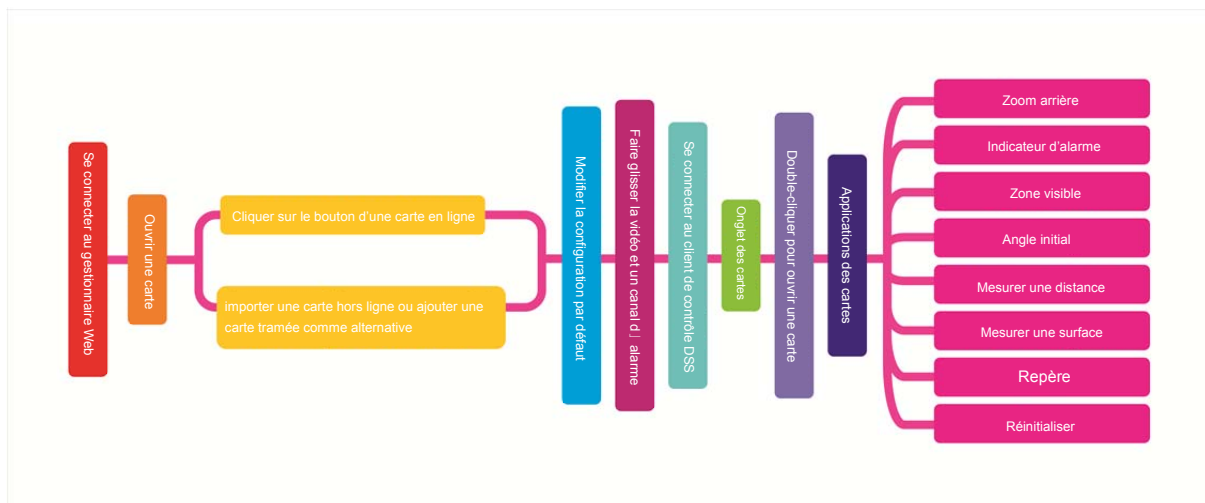 Se connecter au gestionnaire Web
Ouvrir une carte
Cliquer sur le bouton d'une carte en ligne
importer une carte hors ligne ou ajouter une
carte tramée comme alternative
Modifier la configuration par défaut
Faire glisser la vidéo et un canal d」alarme
Se connecter au client de contrôle DSS
Onglet des cartes
Double-cliquer pour ouvrir une carte
Applications des cartes
Zoom arrière
Indicateur d'alarme
Zone visible
Angle initial
Mesurer une distance
Mesurer une surface
Repère
Réinitialiser